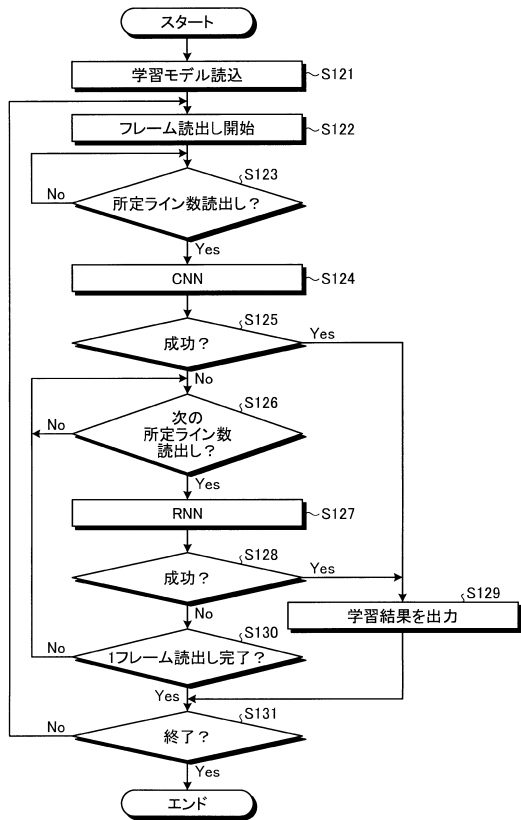 スタート
学習モデル読込
S121
フレーム読出し開始
S122
S123
所定ライン数読出し？
No
Yes
CNN
S124
S125
成功？
Yes
No
S126
次の
所定ライン数
読出し？
No
Yes
RNN
S127
S128
成功？
Yes
No
S129
学習結果を出力
S130
1フレーム読出し完了？
No
Yes
S131
終了？
No
Yes
エンド